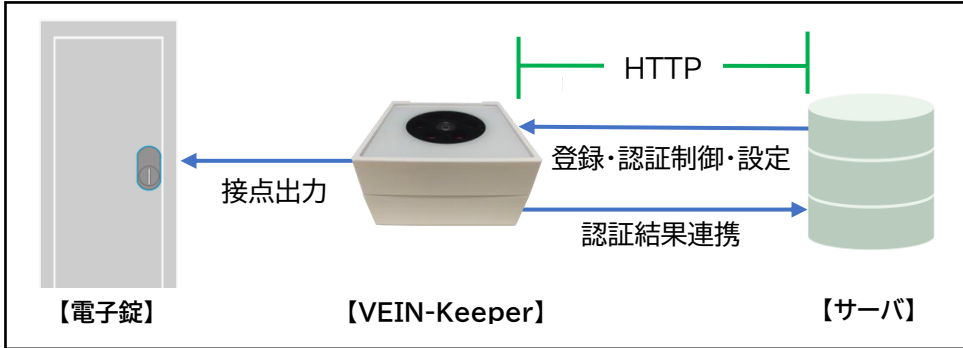 HTTP
登録・認証制御・設定
接点出力
認証結果連携
【電子錠】
【VEIN-Keeper】
【サーバ】